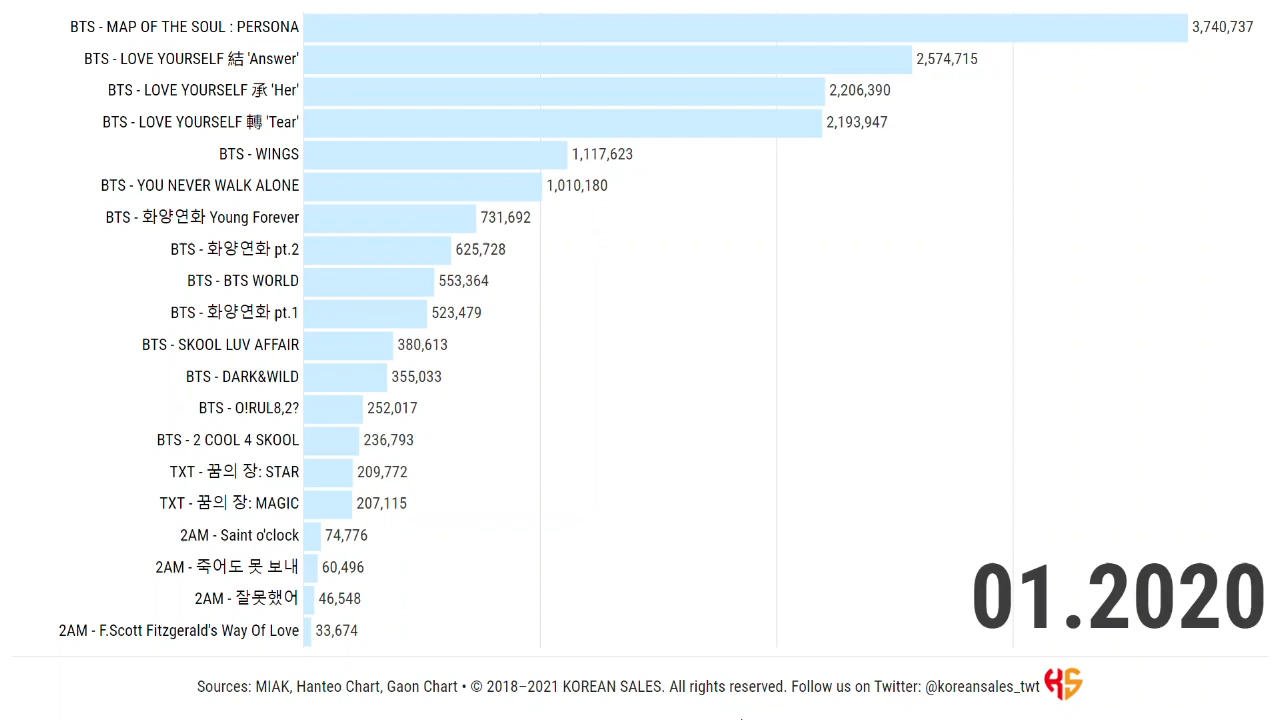 BTS - MAP OF THE SOUL : PERSONA 3,740,737
BTS - LOVE YOURSELF 結 'Answer' 2,574,715
BTS - LOVE YOURSELF 承 'Her' 2,206,390
BTS - LOVE YOURSELF 轉 'Tear' 2,193,947
BTS - WINGS 1,117,623
BTS - YOU NEVER WALK ALONE 1,010,180
BTS - 화양연화 Young Forever 731,692
BTS - 화양연화 pt.2 625,728
BTS - BTS WORLD 553,364
BTS - 화양연화 pt.1 523,479
BTS - SKOOL LUV AFFAIR 380,613
BTS - DARK&WILD 355,033
BTS - O!RUL8,2? 252,017
BTS - 2 COOL 4 SKOOL 236,793
TXT - 꿈의 장: STAR 209,772
TXT - 꿈의 장: MAGIC 207,115
2AM - Saint o'clock 74,776
2AM - 죽어도 못 보내 60,496
2AM - 잘못했어 46,548
2AM - F.Scott Fitzgerald's Way Of Love 33,674
01.2020
Sources: MIAK, Hanteo Chart, Gaon Chart • © 2018–2021 KOREAN SALES. All rights reserved. Follow us on Twitter: @koreansales_twt KS